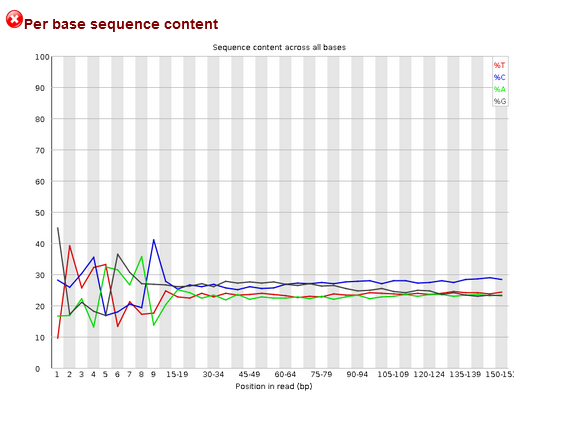 Per base sequence content
Sequence content across all bases
%T
%C
%A
%G
100
90
80
70
60
50
40
30
20
10
0
1 2 3 4 5 6 7 8 9 15-19 30-34 45-49 60-64 75-79 90-94 105-109 120-124 135-139 150-151
Position in read (bp)